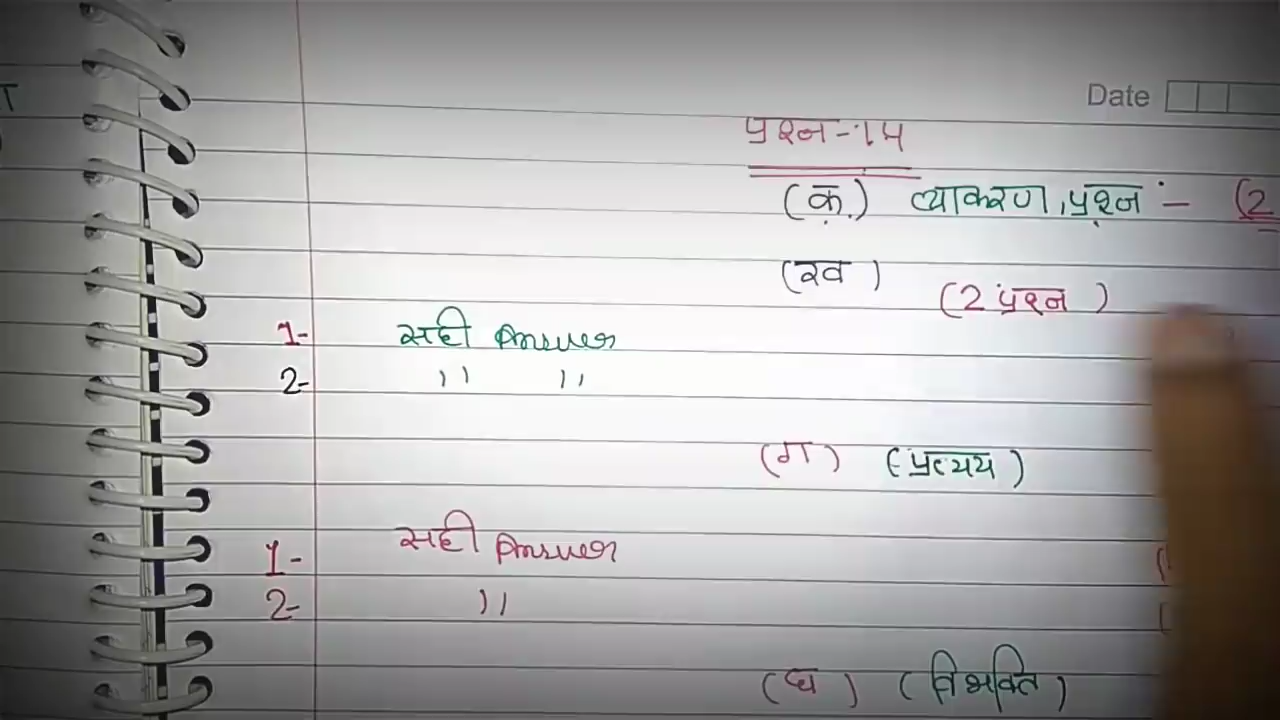 Date
प्रश्न-14
(क) व्याकरण प्रश्न :- (2
(ख)
(2 प्रश्न)
1- सही Answer
2- ,, ,,
(ग) (प्रत्यय)
1- सही Answer
2- ,,
(घ) (विभक्ति)